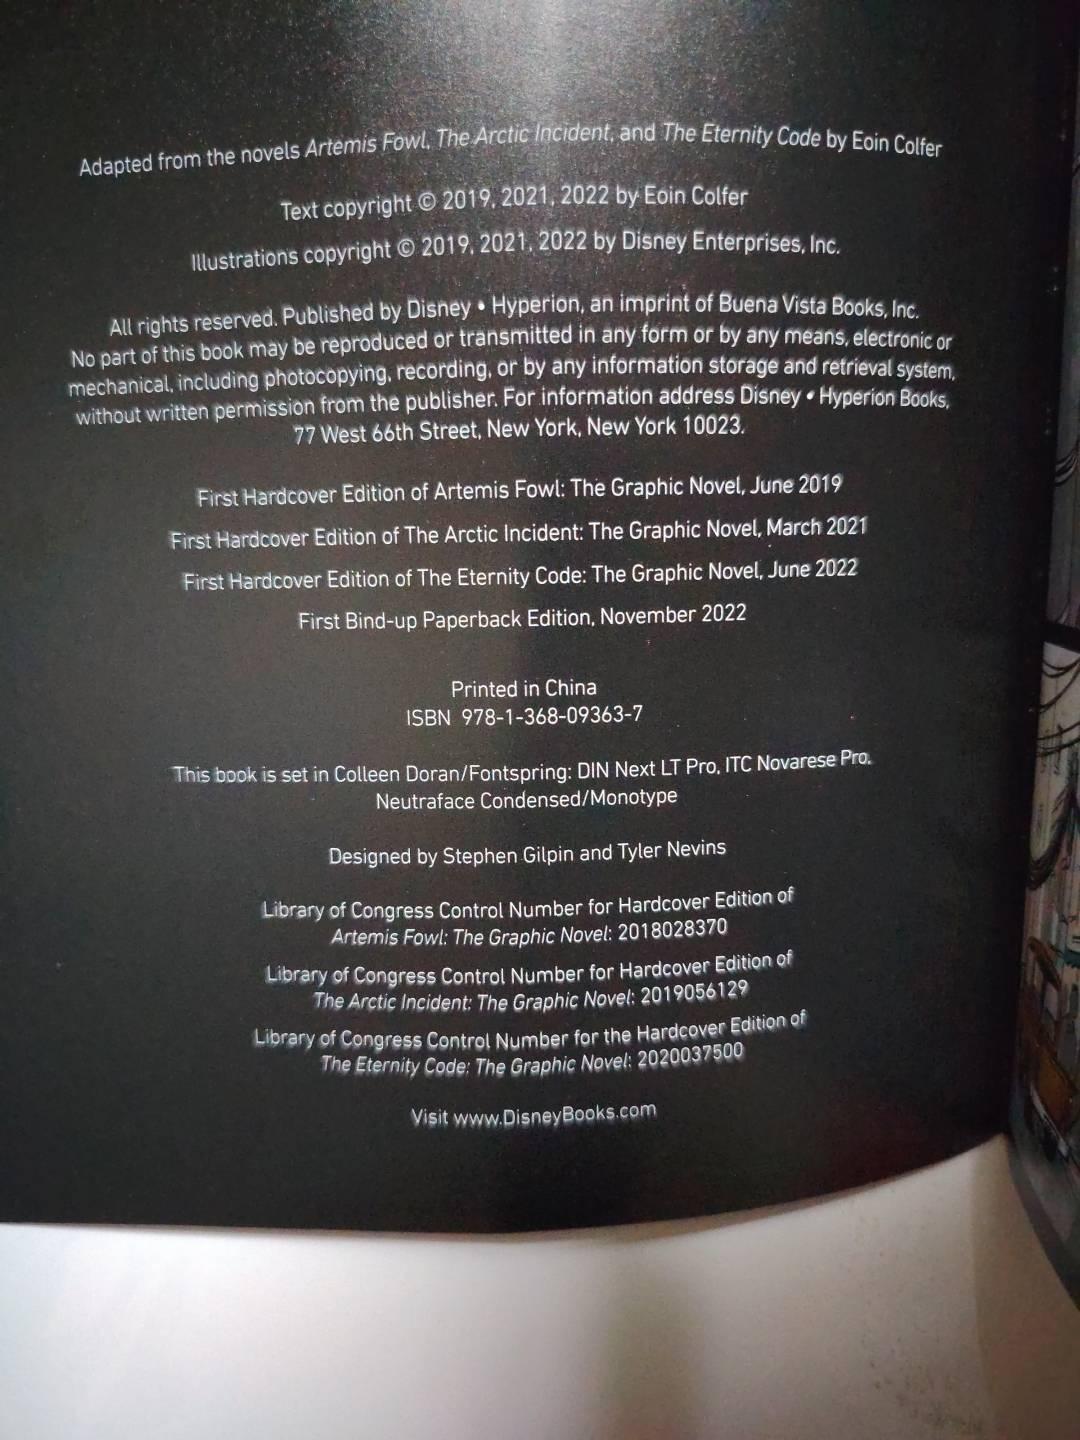 Adapted from the novels Artemis Fowl, The Arctic Incident, and The Eternity Code by Eoin Colfer
Text copyright © 2019, 2021, 2022 by Eoin Colfer
Illustrations copyright © 2019, 2021, 2022 by Disney Enterprises, Inc.
All rights reserved. Published by Disney • Hyperion, an imprint of Buena Vista Books, Inc.
No part of this book may be reproduced or transmitted in any form or by any means, electronic or
mechanical, including photocopying, recording, or by any information storage and retrieval system,
without written permission from the publisher. For information address Disney • Hyperion Books,
77 West 66th Street, New York, New York 10023.
First Hardcover Edition of Artemis Fowl: The Graphic Novel, June 2019
First Hardcover Edition of The Arctic Incident: The Graphic Novel, March 2021
First Hardcover Edition of The Eternity Code: The Graphic Novel, June 2022
First Bind-up Paperback Edition, November 2022
Printed in China
ISBN 978-1-368-09363-7
This book is set in Colleen Doran/Fontspring: DIN Next LT Pro, ITC Novarese Pro,
Neutraface Condensed/Monotype
Designed by Stephen Gilpin and Tyler Nevins
Library of Congress Control Number for Hardcover Edition of
Artemis Fowl: The Graphic Novel: 2018028370
Library of Congress Control Number for Hardcover Edition of
The Arctic Incident: The Graphic Novel: 2019056129
Library of Congress Control Number for the Hardcover Edition of
The Eternity Code: The Graphic Novel: 2020037500
Visit www.DisneyBooks.com